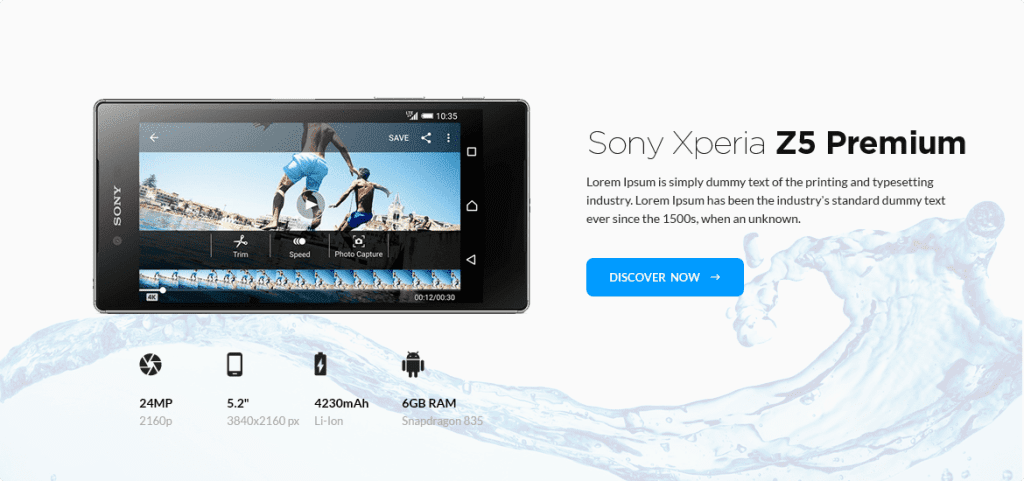 10:35
SAVE
SONY
Trim
Speed
Photo Capture
4K
00:12/00:30
Sony Xperia Z5 Premium
Lorem Ipsum is simply dummy text of the printing and typesetting
industry. Lorem Ipsum has been the industry's standard dummy text
ever since the 1500s, when an unknown.
DISCOVER NOW →
24MP
2160p
5.2"
3840x2160 px
4230mAh
Li-Ion
6GB RAM
Snapdragon 835